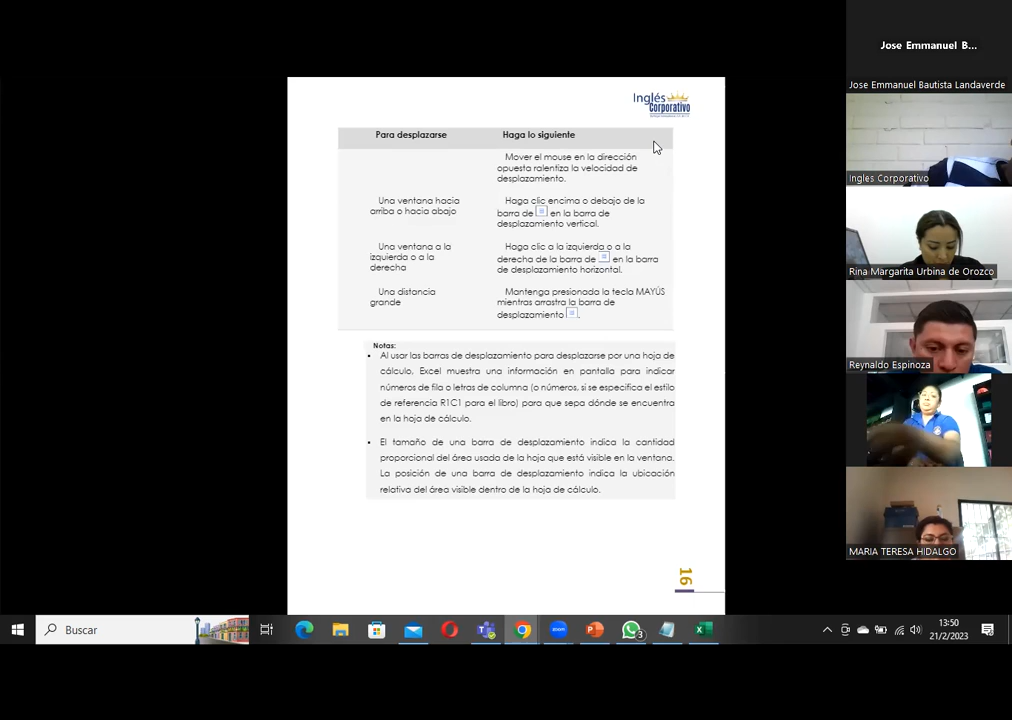 Jose Emmanuel B...
Jose Emmanuel Bautista Landaverde
Ingles Corporativo
Rina Margarita Urbina de Orozco
Reynaldo Espinoza
MARIA TERESA HIDALGO
Inglés
Corporativo
Para desplazarse Haga lo siguiente
Mover el mouse en la dirección
opuesta ralentiza la velocidad de
desplazamiento.
Una ventana hacia
arriba o hacia abajo
Haga clic encima o debajo de la
barra de en la barra de
desplazamiento vertical.
Una ventana a la
izquierda o a la
derecha
Haga clic a la izquierda o a la
derecha de la barra de en la barra
de desplazamiento horizontal.
Una distancia
grande
Mantenga presionada la tecla MAYÚS
mientras arrastra la barra de
desplazamiento .
Notas:
• Al usar las barras de desplazamiento para desplazarse por una hoja de
cálculo, Excel muestra una información en pantalla para indicar
números de fila o letras de columna (o números, si se especifica el estilo
de referencia R1C1 para el libro) para que sepa dónde se encuentra
en la hoja de cálculo.
• El tamaño de una barra de desplazamiento indica la cantidad
proporcional del área usada de la hoja que está visible en la ventana.
La posición de una barra de desplazamiento indica la ubicación
relativa del área visible dentro de la hoja de cálculo.
16
Buscar
zoom
3
13:50
21/2/2023